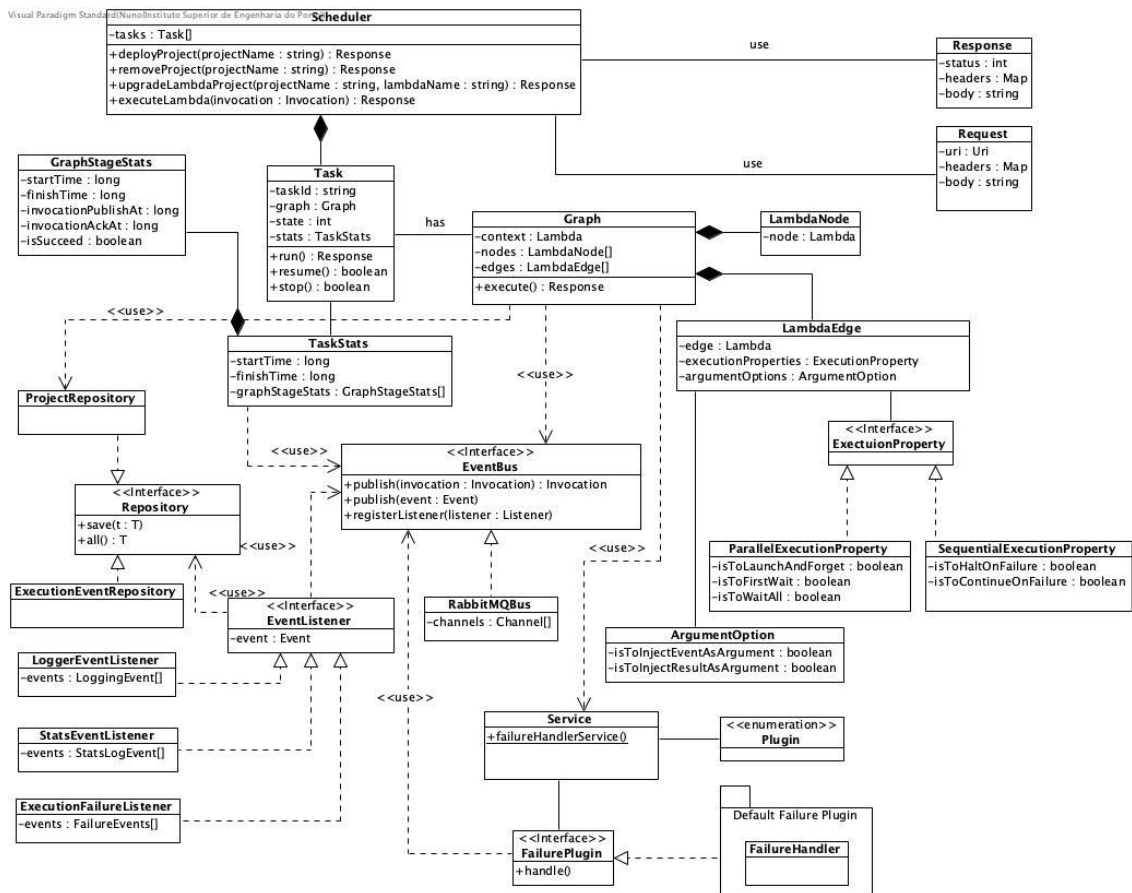 Visual Paradigm Standard(Nuno(Instituto Superior de Engenharia do Po
Scheduler
-tasks : Task[]
+deployProject(projectName : string) : Response
+removeProject(projectName : string) : Response
+upgradeLambdaProject(projectName : string, lambdaName : string) : Response
+executeLambda(invocation : Invocation) : Response
use
Response
-status : int
-headers : Map
-body : string
use
Request
-uri : Uri
-headers : Map
-body : string
GraphStageStats
-startTime : long
-finishTime : long
-invocationPublishAt : long
-invocationAckAt : long
-isSucceed : boolean
Task
-taskId : string
-graph : Graph
-state : int
-stats : TaskStats
+run() : Response
+resume() : boolean
+stop() : boolean
has
Graph
-context : Lambda
-nodes : LambdaNode[]
-edges : LambdaEdge[]
+execute() : Response
LambdaNode
-node : Lambda
<<use>>
TaskStats
-startTime : long
-finishTime : long
-graphStageStats : GraphStageStats[]
LambdaEdge
-edge : Lambda
-executionProperties : ExecutionProperty
-argumentOptions : ArgumentOption
<<use>>
ProjectRepository
<<Interface>>
ExectuionProperty
<<use>>
<<Interface>>
EventBus
+publish(invocation : Invocation) : Invocation
+publish(event : Event)
+registerListener(listener : Listener)
<<Interface>>
Repository
+save(t : T)
+all() : T
<<use>>
<<use>>
ParallelExecutionProperty
-isToLaunchAndForget : boolean
-isToFirstWait : boolean
-isToWaitAll : boolean
SequentialExecutionProperty
-isToHaltOnFailure : boolean
-isToContinueOnFailure : boolean
ExecutionEventRepository
<<use>>
<<Interface>>
EventListener
-event : Event
RabbitMQBus
-channels : Channel[]
ArgumentOption
-isToInjectEventAsArgument : boolean
-isToInjectResultAsArgument : boolean
LoggerEventListener
-events : LoggingEvent[]
<<use>>
StatsEventListener
-events : StatsLogEvent[]
Service
+failureHandlerService()
<<enumeration>>
Plugin
ExecutionFailureListener
-events : FailureEvents[]
Default Failure Plugin
FailureHandler
<<Interface>>
FailurePlugin
+handle()